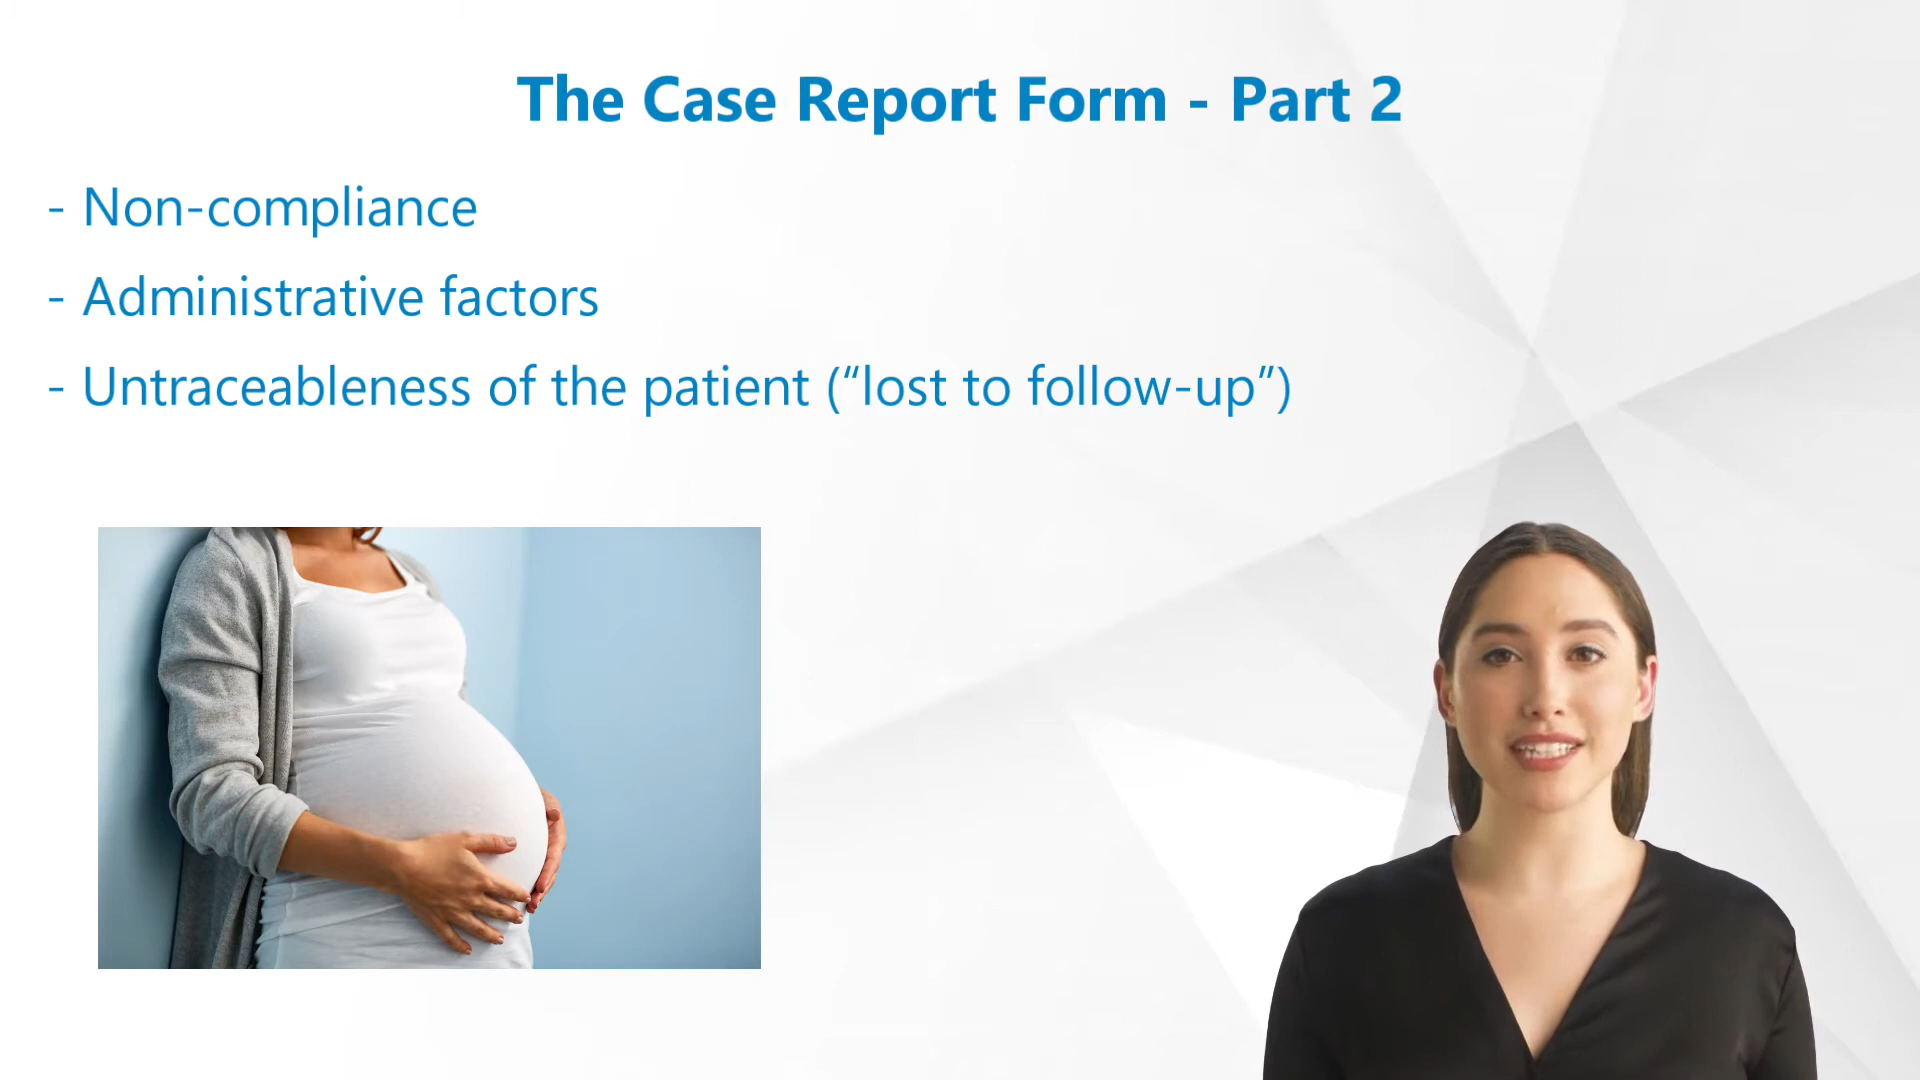 The Case Report Form - Part 2
- Non-compliance
- Administrative factors
- Untraceableness of the patient (“lost to follow-up”)